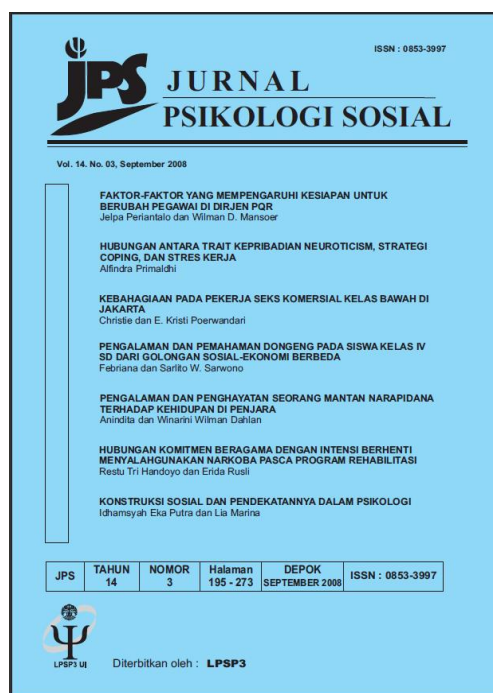 ISSN : 0853-3997
JPS
JURNAL
PSIKOLOGI SOSIAL
Vol. 14. No. 03, September 2008
FAKTOR-FAKTOR YANG MEMPENGARUHI KESIAPAN UNTUK
BERUBAH PEGAWAI DI DIRJEN PQR
Jelpa Periantalo dan Wilman D. Mansoer
HUBUNGAN ANTARA TRAIT KEPRIBADIAN NEUROTICISM, STRATEGI
COPING, DAN STRES KERJA
Alfindra Primaldhi
KEBAHAGIAAN PADA PEKERJA SEKS KOMERSIAL KELAS BAWAH DI
JAKARTA
Christie dan E. Kristi Poerwandari
PENGALAMAN DAN PEMAHAMAN DONGENG PADA SISWA KELAS IV
SD DARI GOLONGAN SOSIAL-EKONOMI BERBEDA
Febriana dan Sarlito W. Sarwono
PENGALAMAN DAN PENGHAYATAN SEORANG MANTAN NARAPIDANA
TERHADAP KEHIDUPAN DI PENJARA
Anindita dan Winarini Wilman Dahlan
HUBUNGAN KOMITMEN BERAGAMA DENGAN INTENSI BERHENTI
MENYALAHGUNAKAN NARKOBA PASCA PROGRAM REHABILITASI
Restu Tri Handoyo dan Erida Rusli
KONSTRUKSI SOSIAL DAN PENDEKATANNYA DALAM PSIKOLOGI
Idhamsyah Eka Putra dan Lia Marina
JPS TAHUN 14 NOMOR 3 Halaman 195 - 273 DEPOK SEPTEMBER 2008 ISSN : 0853-3997
LPSP3 UI
Diterbitkan oleh : LPSP3